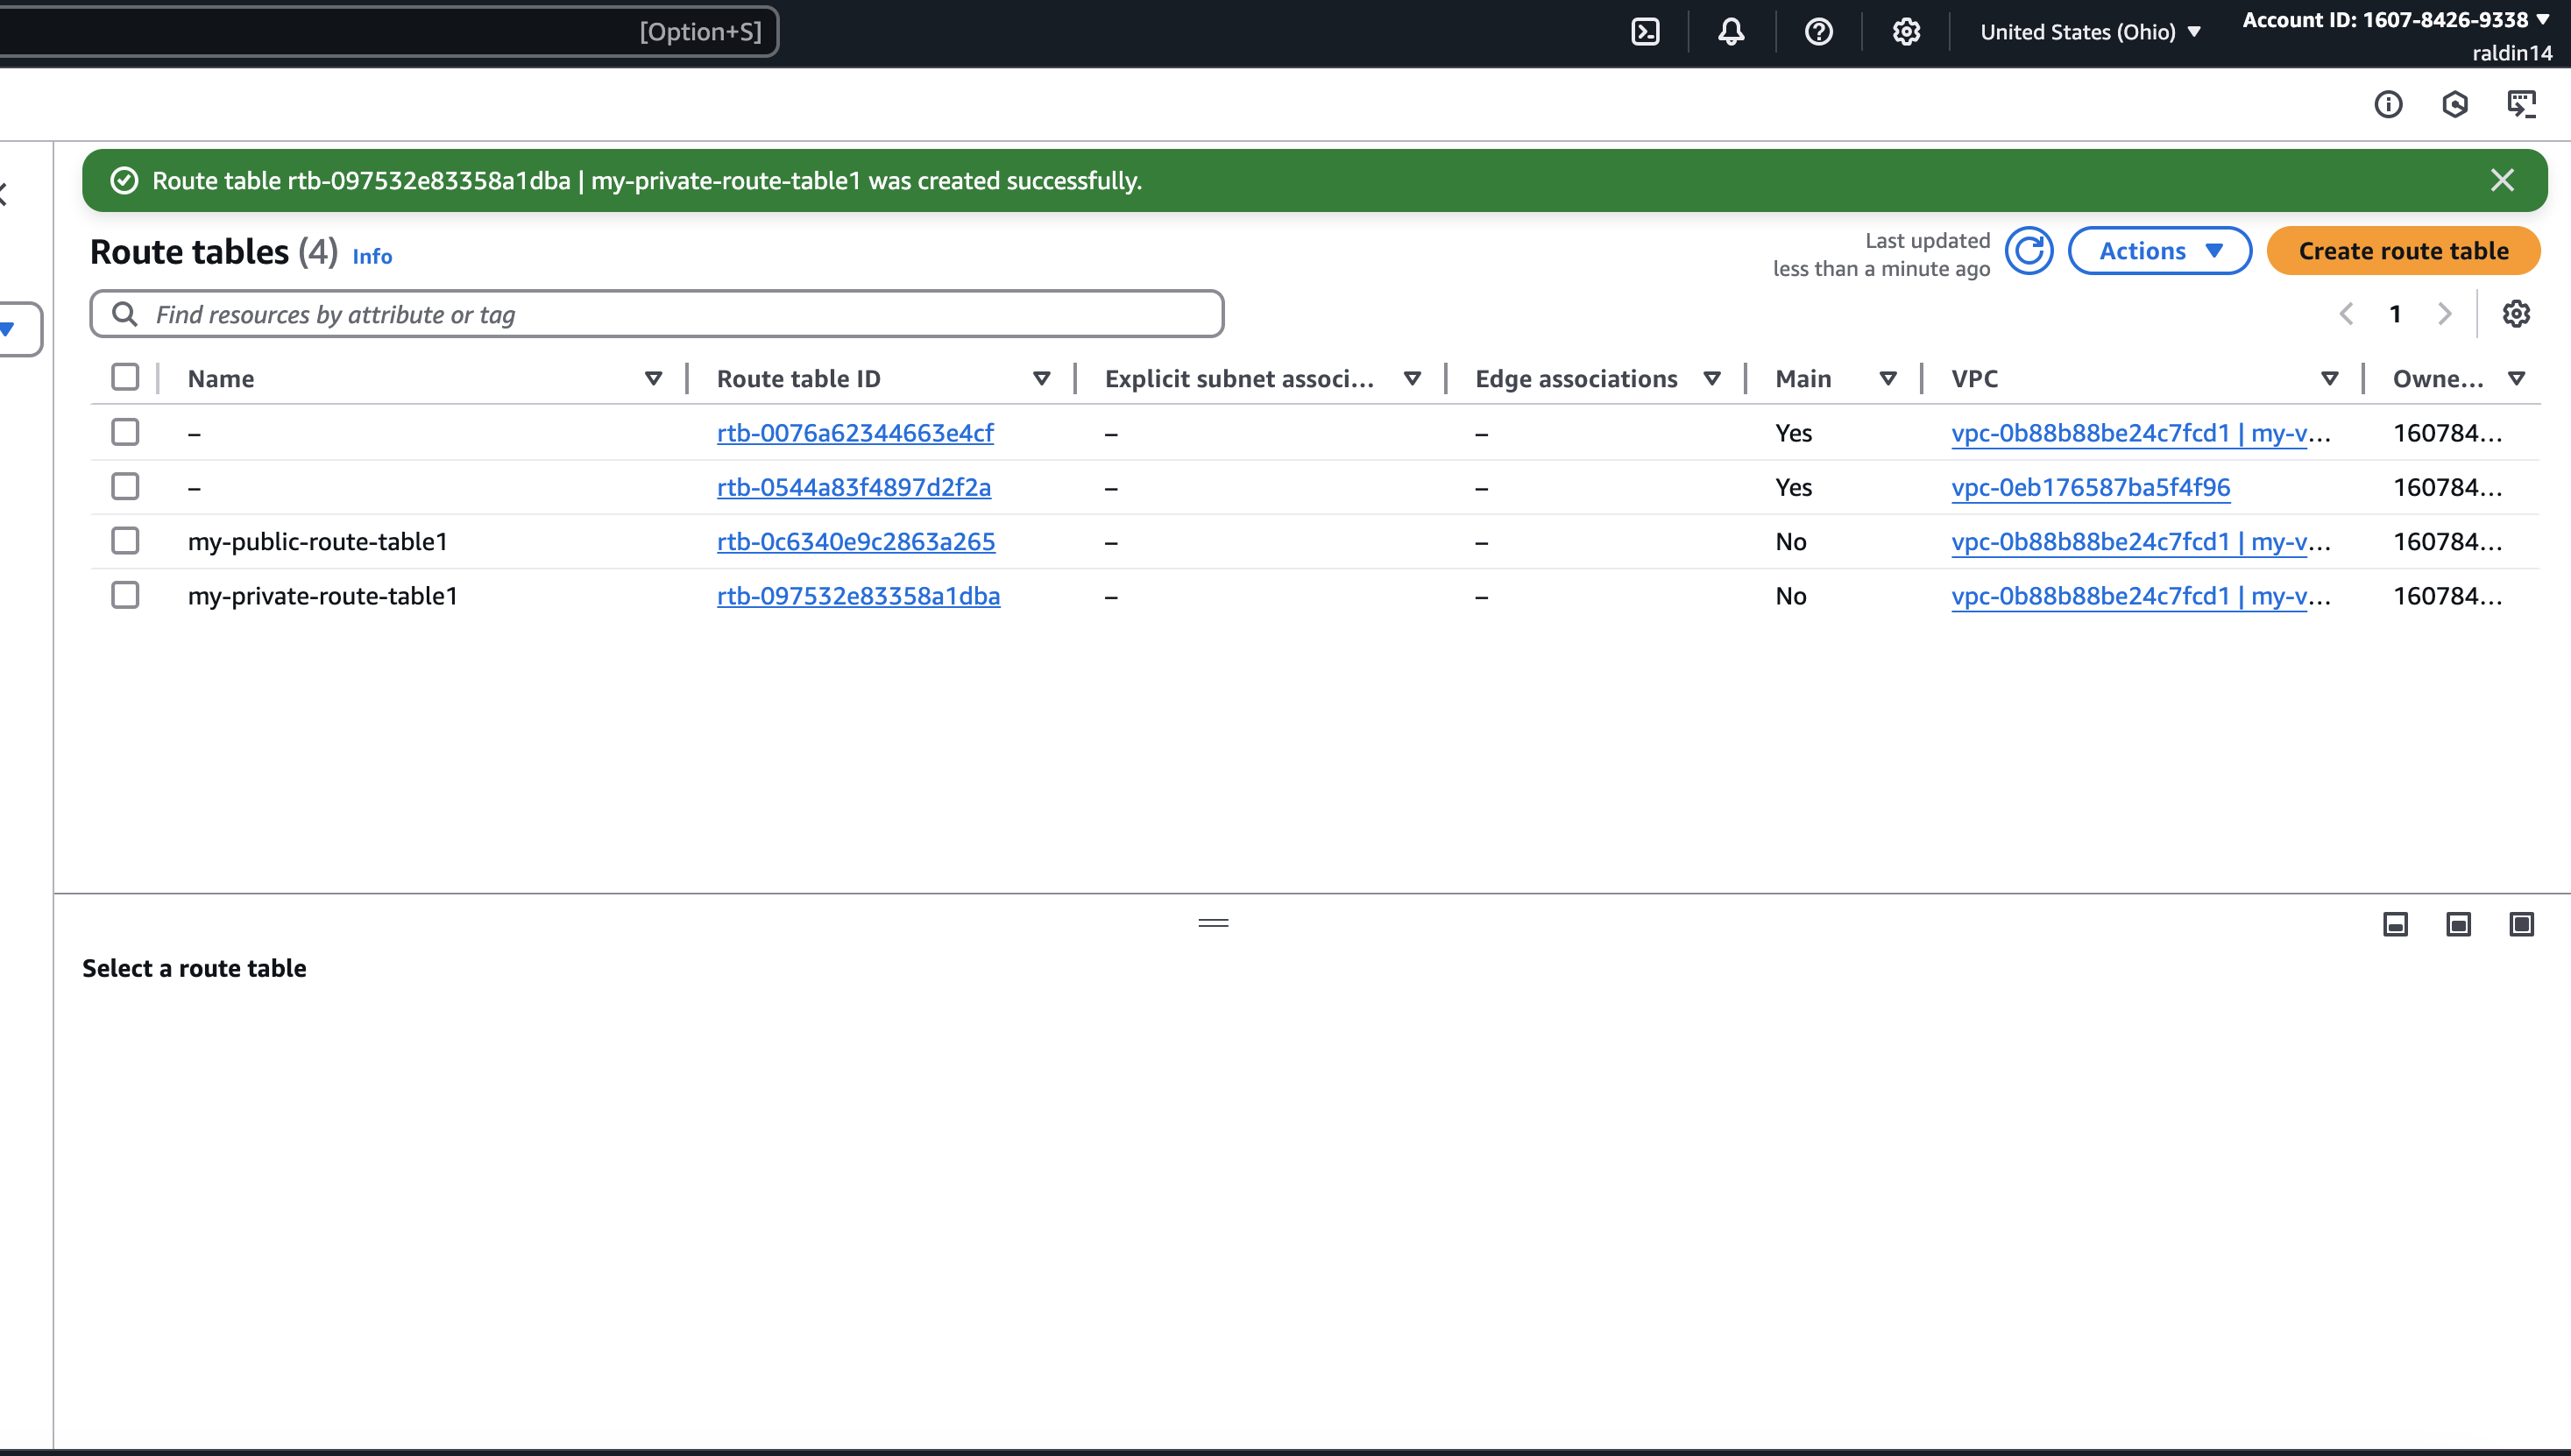 [Option+S]
United States (Ohio)
Account ID: 1607-8426-9338
raldin14
Route table rtb-097532e83358a1dba | my-private-route-table1 was created successfully.
Route tables (4) Info
Last updated
less than a minute ago
Actions
Create route table
Find resources by attribute or tag
1
Name Route table ID Explicit subnet associ... Edge associations Main VPC Owne...
– rtb-0076a62344663e4cf – – Yes vpc-0b88b88be24c7fcd1 | my-v... 160784...
– rtb-0544a83f4897d2f2a – – Yes vpc-0eb176587ba5f4f96 160784...
my-public-route-table1 rtb-0c6340e9c2863a265 – – No vpc-0b88b88be24c7fcd1 | my-v... 160784...
my-private-route-table1 rtb-097532e83358a1dba – – No vpc-0b88b88be24c7fcd1 | my-v... 160784...
Select a route table